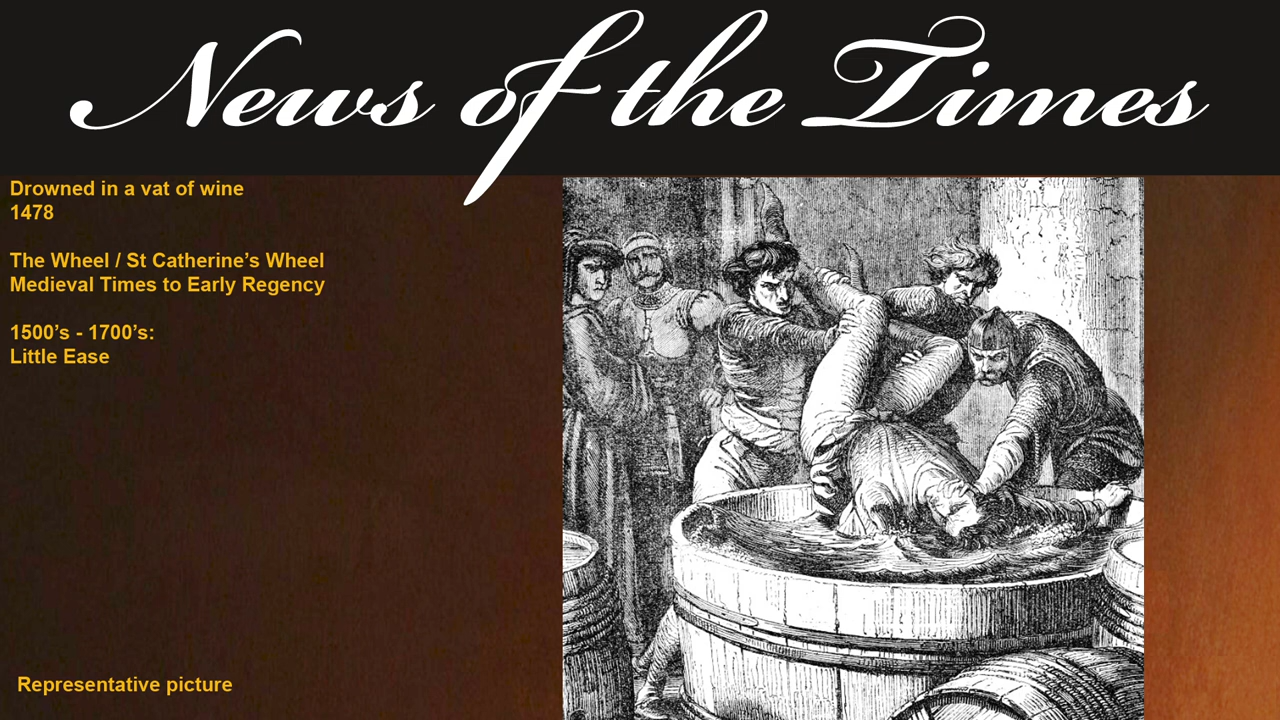 News of the Times
Drowned in a vat of wine
1478
The Wheel / St Catherine’s Wheel
Medieval Times to Early Regency
1500’s - 1700’s:
Little Ease
Representative picture